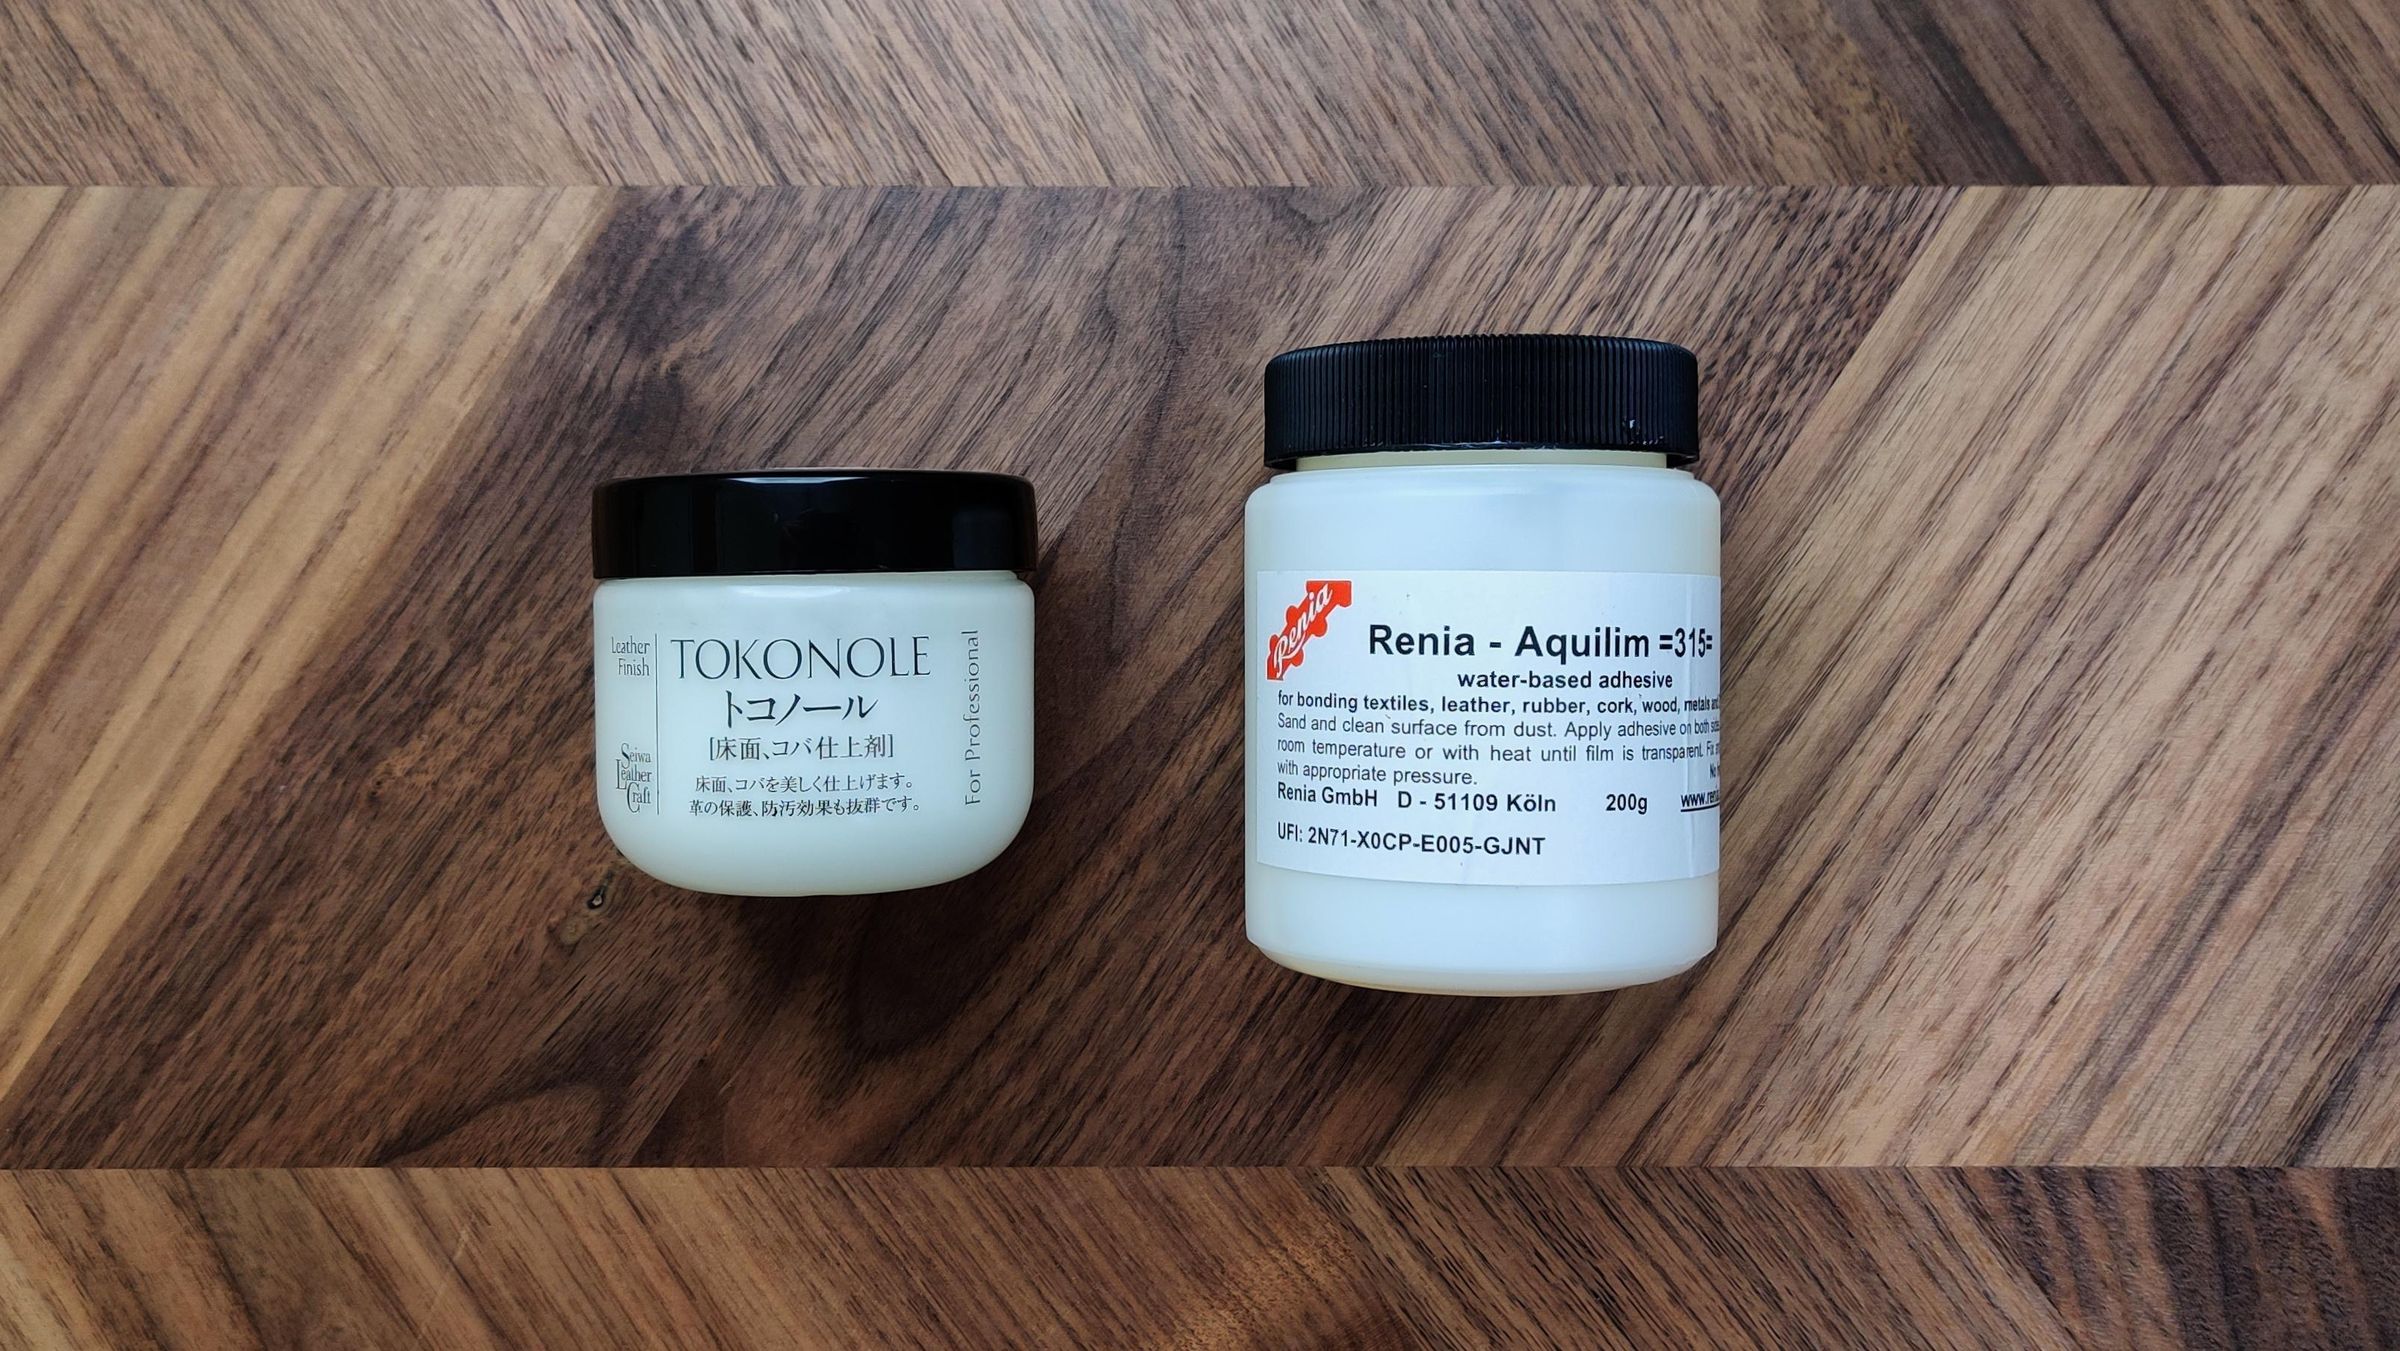 Leather
Finish
TOKONOLE
トコノール
[床面、コバ仕上剤]
床面、コバを美しく仕上げます。
革の保護、防汚効果も抜群です。
Seiwa
Leather
Craft
For Professional
Renia
Renia - Aquilim =315=
water-based adhesive
for bonding textiles, leather, rubber, cork, wood, metals and
Sand and clean surface from dust. Apply adhesive on both
room temperature or with heat until film is transparent. Fix
with appropriate pressure.
Renia GmbH D - 51109 Köln 200g
UFI: 2N71-X0CP-E005-GJNT